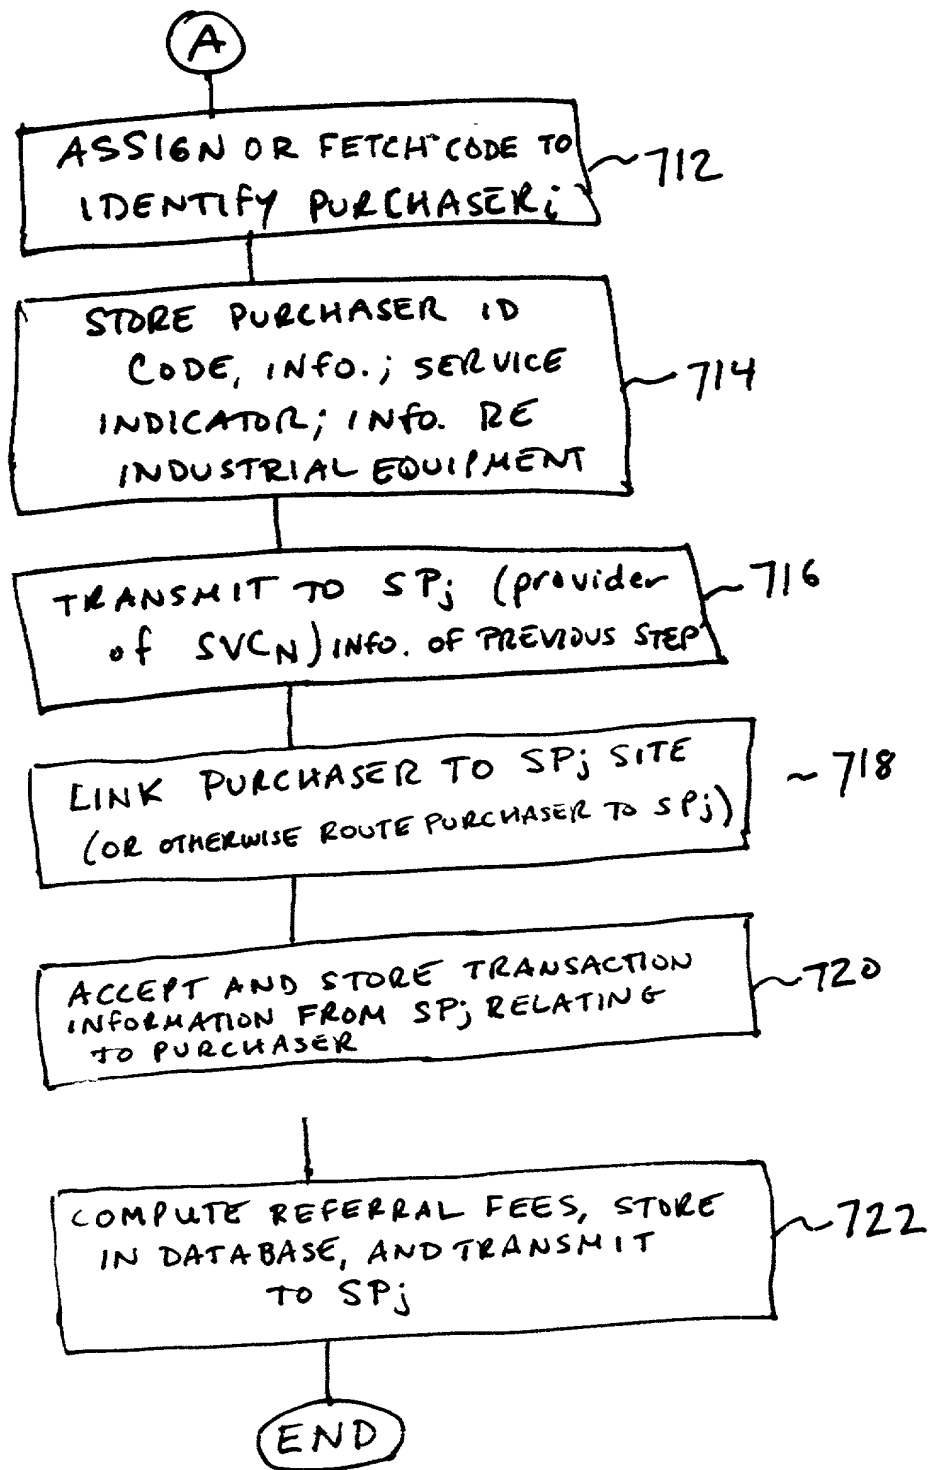 A
ASSIGN OR FETCH CODE TO
IDENTIFY PURCHASERi
712
STORE PURCHASER ID
CODE, INFO.; SERVICE
INDICATOR; INFO. RE
INDUSTRIAL EQUIPMENT
714
TRANSMIT TO SPj (provider
of SVCN) INFO. OF PREVIOUS STEP
716
LINK PURCHASER TO SPj SITE
(OR OTHERWISE ROUTE PURCHASER TO SPj)
718
ACCEPT AND STORE TRANSACTION
INFORMATION FROM SPj RELATING
TO PURCHASER
720
COMPUTE REFERRAL FEES, STORE
IN DATABASE, AND TRANSMIT
TO SPj
722
END